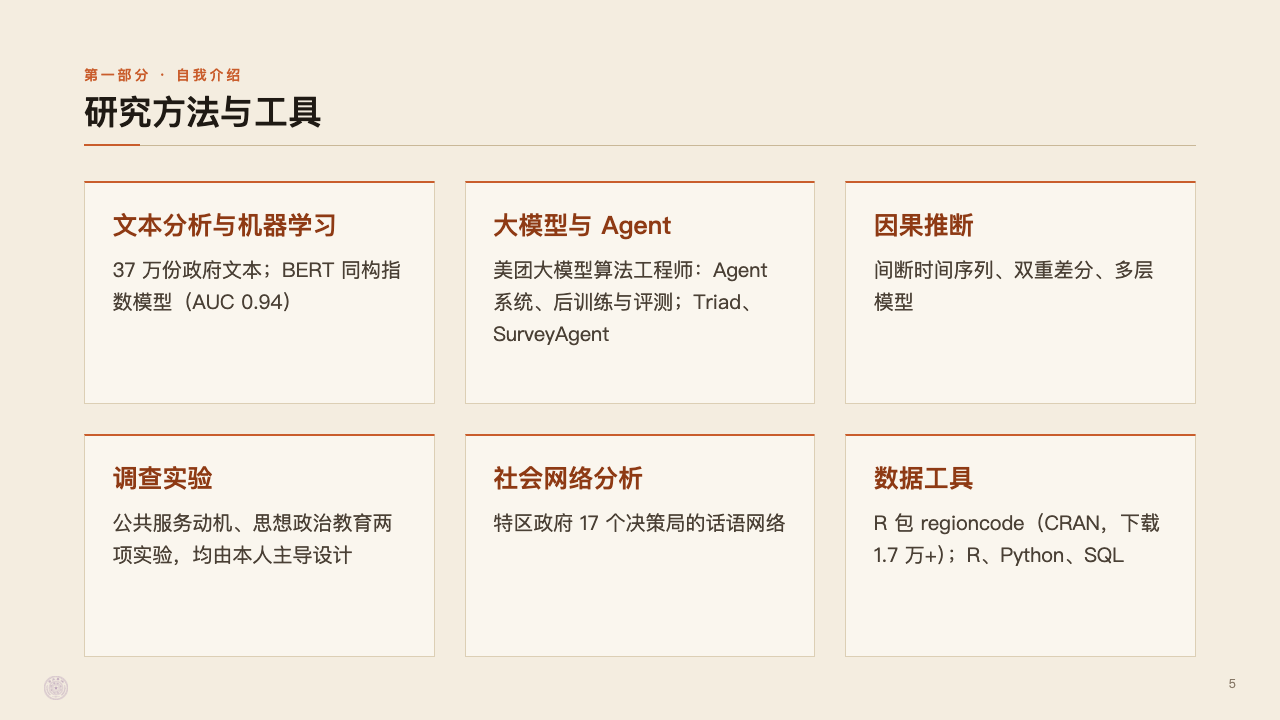 第一部分 · 自我介绍
研究方法与工具
文本分析与机器学习
37 万份政府文本；BERT 同构指
数模型（AUC 0.94）
大模型与 Agent
美团大模型算法工程师：Agent
系统、后训练与评测；Triad、
SurveyAgent
因果推断
间断时间序列、双重差分、多层
模型
调查实验
公共服务动机、思想政治教育两
项实验，均由本人主导设计
社会网络分析
特区政府 17 个决策局的话语网络
数据工具
R 包 regioncode（CRAN，下载
1.7 万+）；R、Python、SQL
5